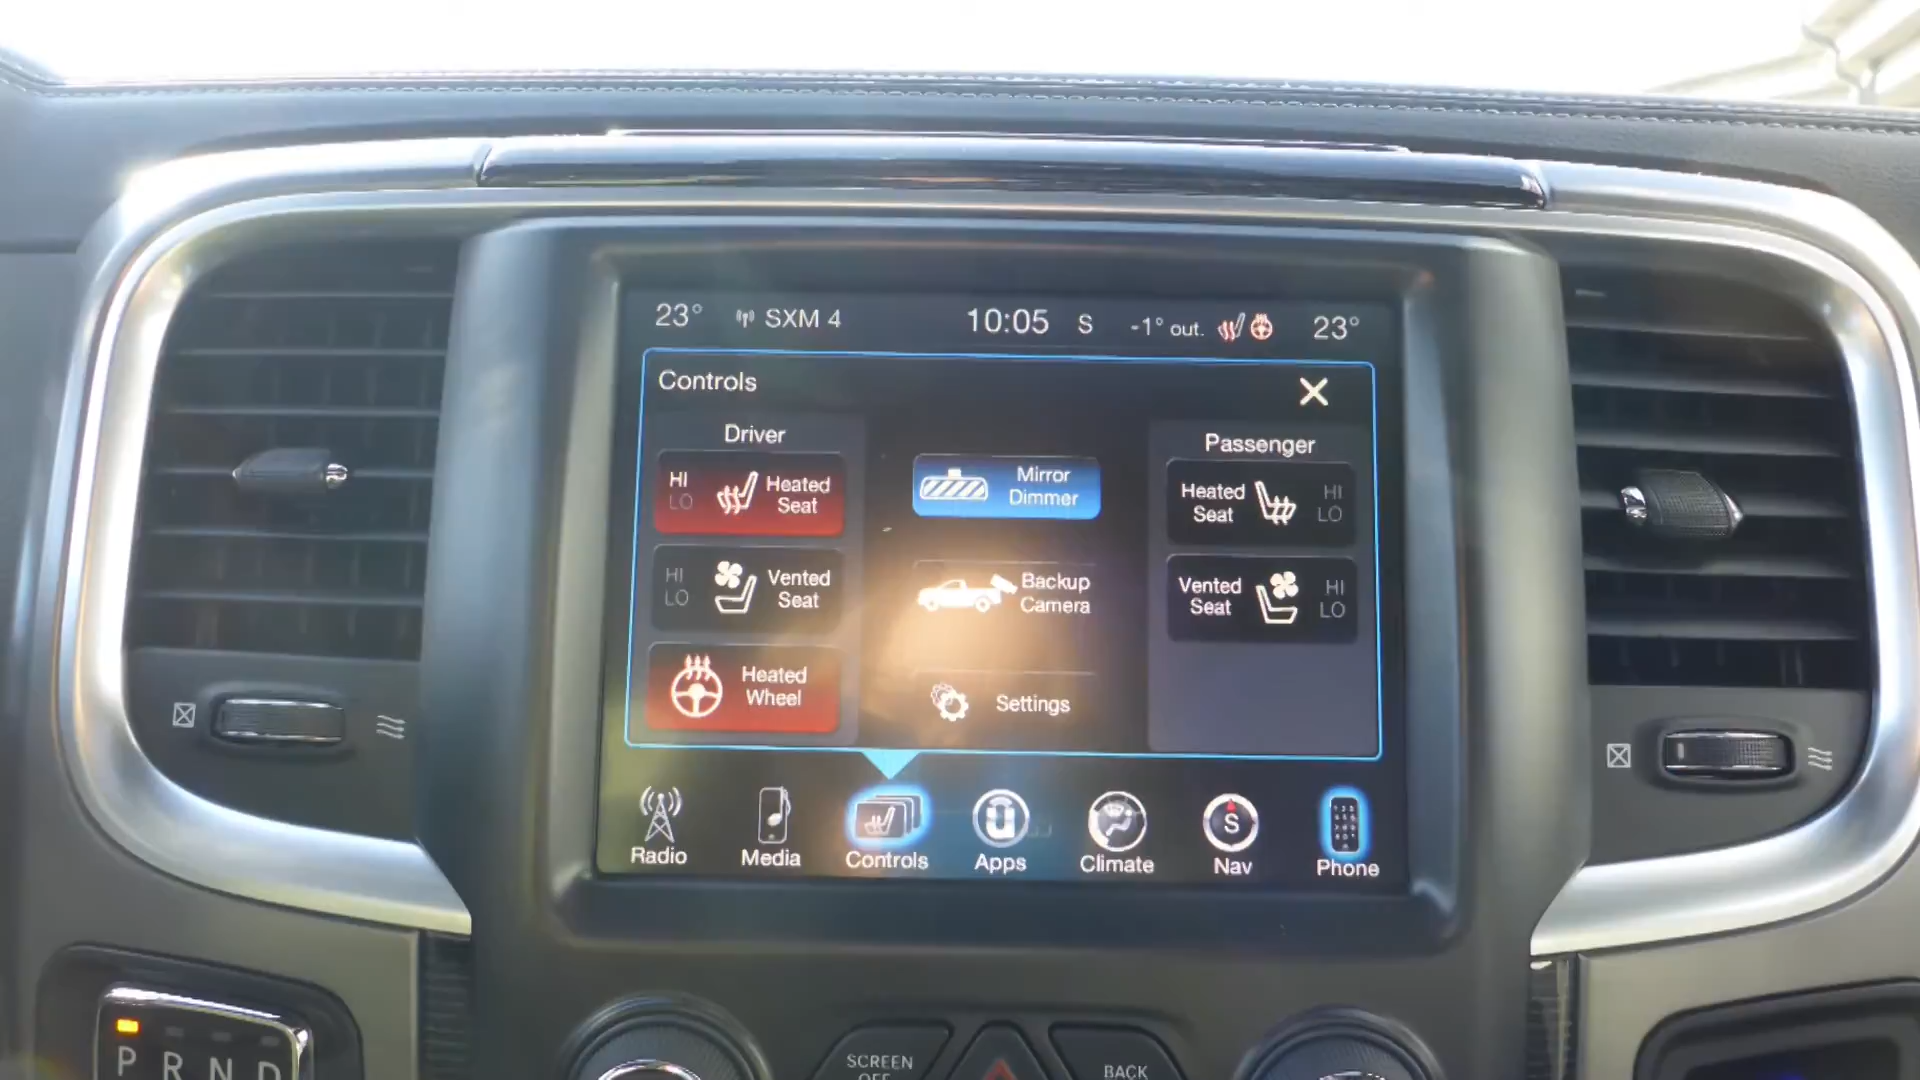 23° SXM 4 10:05 S -1° out. 23°
Controls
Driver
HI
LO
Heated
Seat
HI
LO
Vented
Seat
Heated
Wheel
Mirror
Dimmer
Backup
Camera
Settings
Passenger
Heated
Seat
HI
LO
Vented
Seat
HI
LO
Radio
Media
Controls
Apps
Climate
S
Nav
Phone
P R N D
SCREEN
OFF
BACK